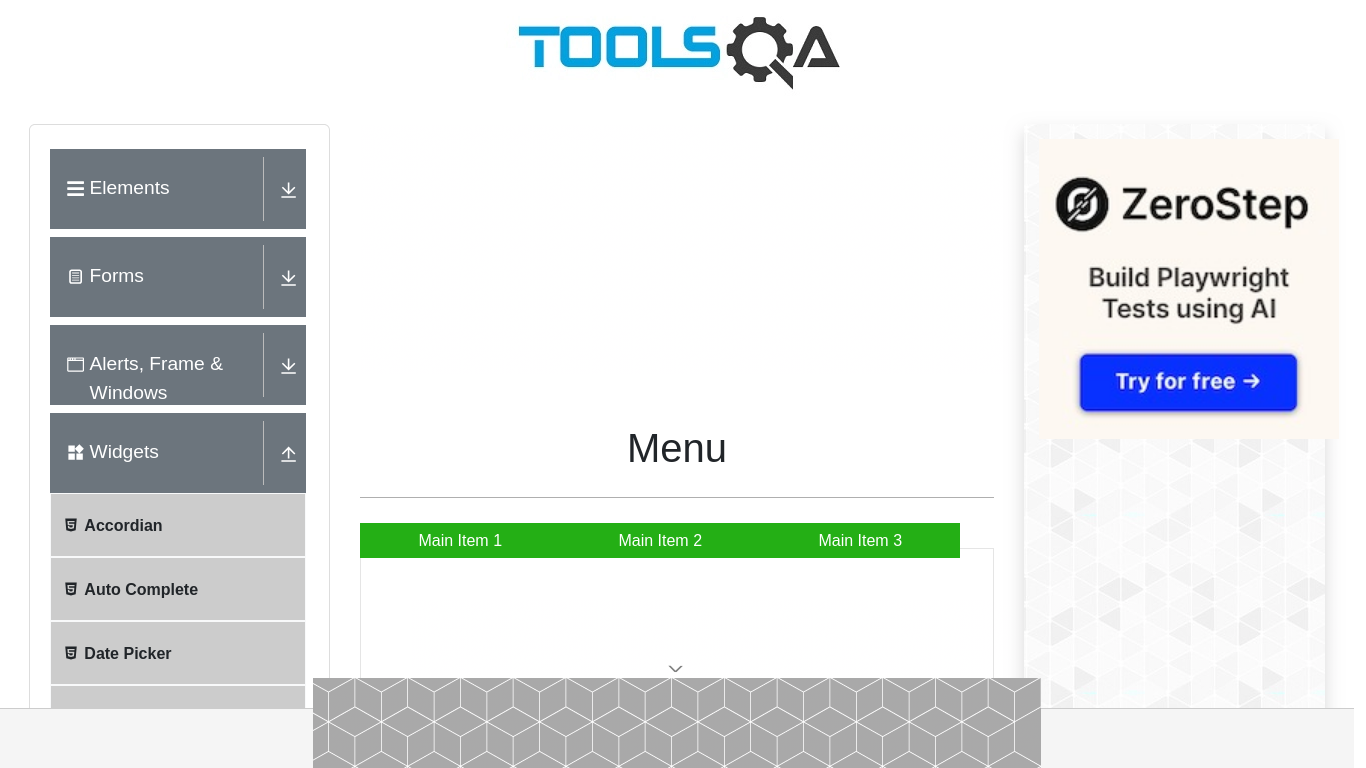 TOOLSQA
Elements
Forms
Alerts, Frame &
Windows
Widgets
Accordian
Auto Complete
Date Picker
Menu
Main Item 1
Main Item 2
Main Item 3
ZeroStep
Build Playwright
Tests using AI
Try for free →